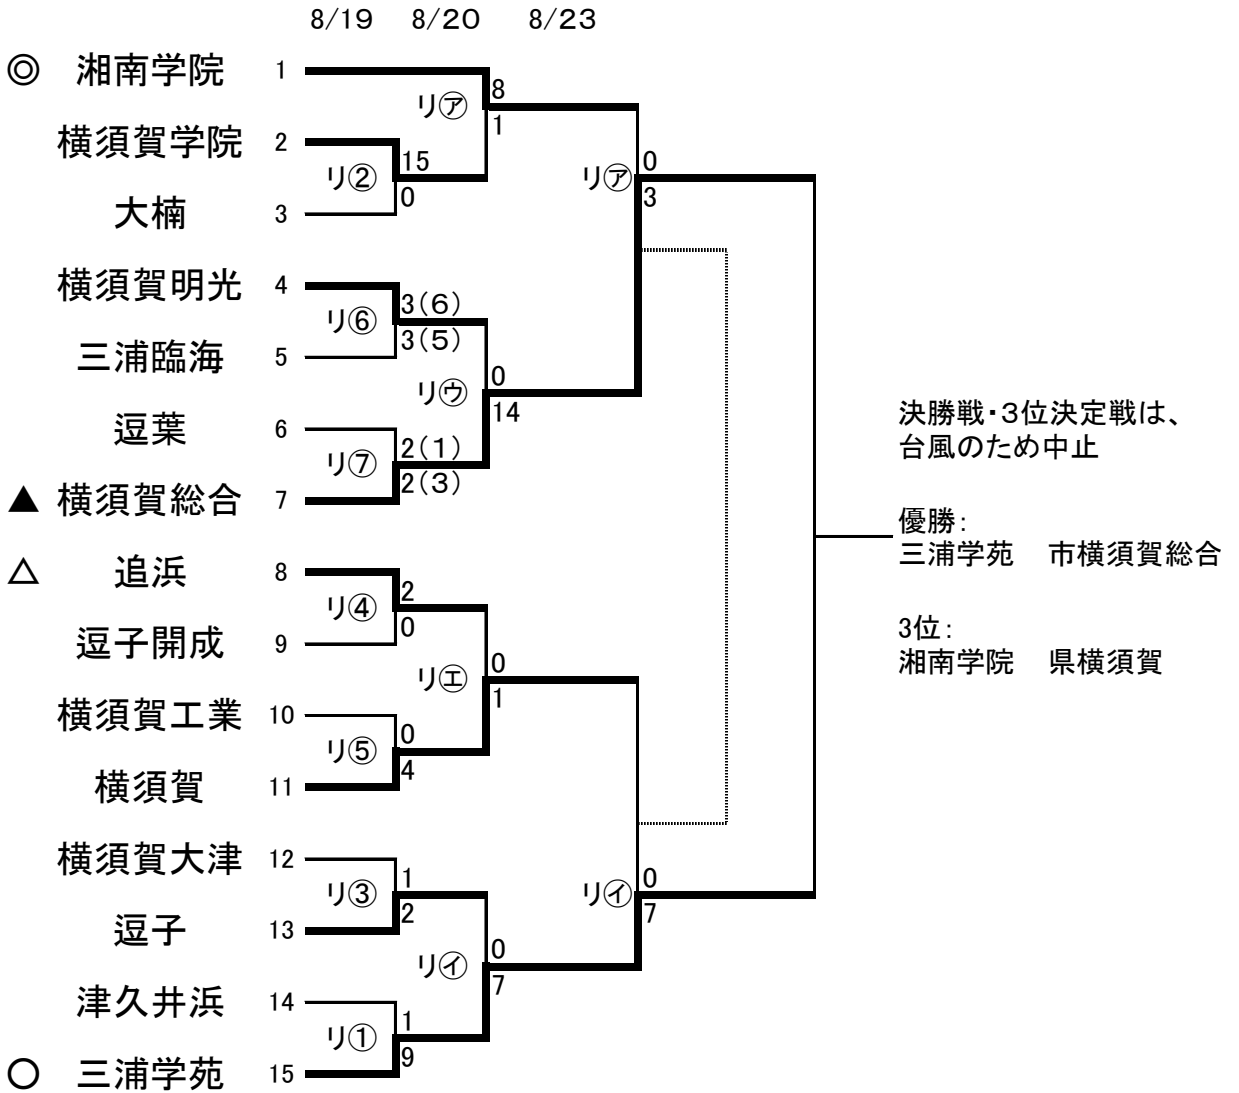 8/19 8/20 8/23
◎ 湘南学院 1
8
リ㋐
1
横須賀学院 2
15
リ② リ㋐ 0
0 3
大楠 3
横須賀明光 4
3(6)
リ⑥
3(5)
三浦臨海 5
0
リ㋒
14
決勝戦・3位決定戦は、
台風のため中止
逗葉 6
2(1)
リ⑦
2(3)
▲ 横須賀総合 7
優勝:
三浦学苑 市横須賀総合
△ 追浜 8
2
リ④
0
逗子開成 9
3位:
湘南学院 県横須賀
0
リ㋓
1
横須賀工業 10
0
リ⑤
4
横須賀 11
横須賀大津 12
1
リ③ リ㋑ 0
2 7
逗子 13
0
リ㋑
7
津久井浜 14
1
リ①
9
○ 三浦学苑 15